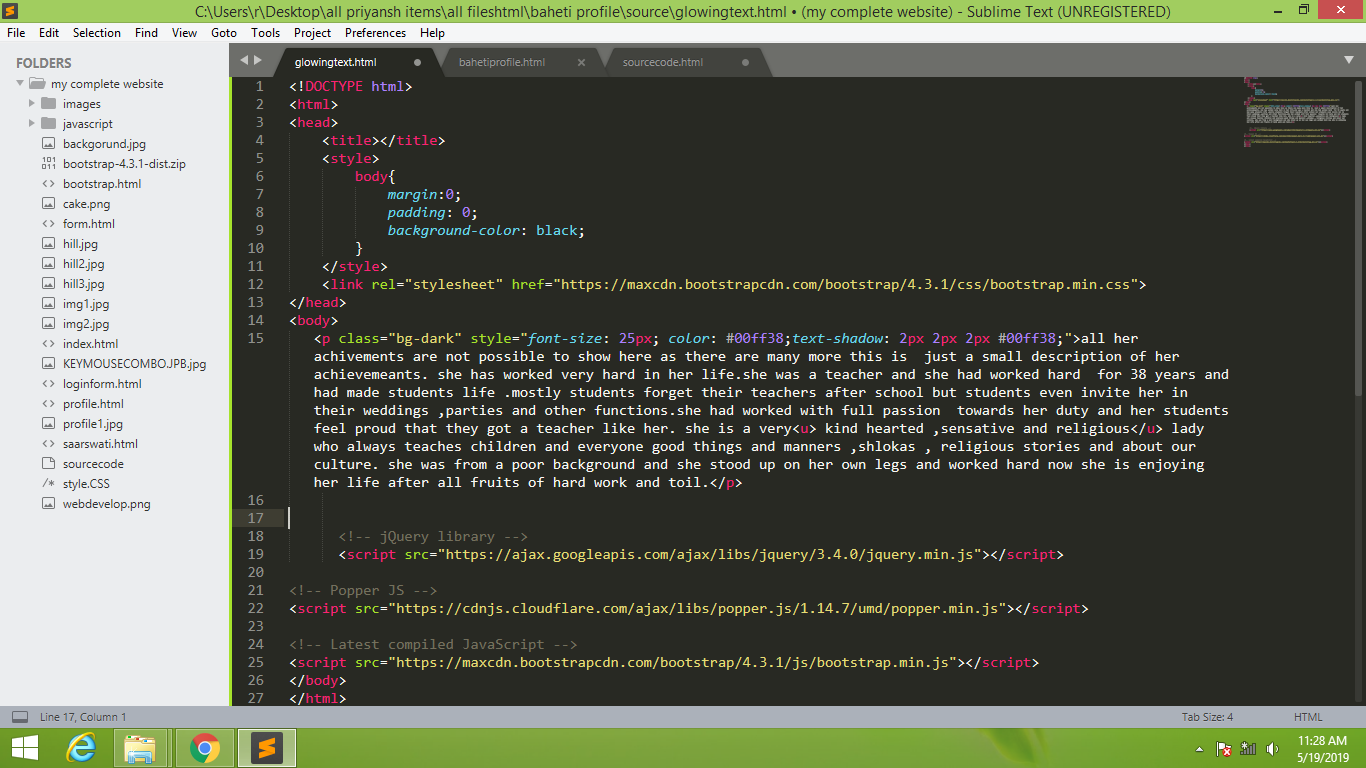 C:\Users\r\Desktop\all priyansh items\all fileshtml\baheti profile\source\glowingtext.html • (my complete website) - Sublime Text (UNREGISTERED)
File Edit Selection Find View Goto Tools Project Preferences Help
FOLDERS
my complete website
images
javascript
backgorund.jpg
bootstrap-4.3.1-dist.zip
bootstrap.html
cake.png
form.html
hill.jpg
hill2.jpg
hill3.jpg
img1.jpg
img2.jpg
index.html
KEYMOUSECOMBO.JPB.jpg
loginform.html
profile.html
profile1.jpg
saarswati.html
sourcecode
style.CSS
webdevelop.png
glowingtext.html bahetiprofile.html sourcecode.html
1 <!DOCTYPE html>
2 <html>
3 <head>
4 <title></title>
5 <style>
6 body{
7 margin:0;
8 padding: 0;
9 background-color: black;
10 }
11 </style>
12 <link rel="stylesheet" href="https://maxcdn.bootstrapcdn.com/bootstrap/4.3.1/css/bootstrap.min.css">
13 </head>
14 <body>
15 <p class="bg-dark" style="font-size: 25px; color: #00ff38;text-shadow: 2px 2px 2px #00ff38;">all her
achivements are not possible to show here as there are many more this is  just a small description of her
achievemeants. she has worked very hard in her life.she was a teacher and she had worked hard  for 38 years and
had made students life .mostly students forget their teachers after school but students even invite her in
their weddings ,parties and other functions.she had worked with full passion  towards her duty and her students
feel proud that they got a teacher like her. she is a very<u> kind hearted ,sensative and religious</u> lady
who always teaches children and everyone good things and manners ,shlokas , religious stories and about our
culture. she was from a poor background and she stood up on her own legs and worked hard now she is enjoying
her life after all fruits of hard work and toil.</p>
16
17
18 <!-- jQuery library -->
19 <script src="https://ajax.googleapis.com/ajax/libs/jquery/3.4.0/jquery.min.js"></script>
20
21 <!-- Popper JS -->
22 <script src="https://cdnjs.cloudflare.com/ajax/libs/popper.js/1.14.7/umd/popper.min.js"></script>
23
24 <!-- Latest compiled JavaScript -->
25 <script src="https://maxcdn.bootstrapcdn.com/bootstrap/4.3.1/js/bootstrap.min.js"></script>
26 </body>
27 </html>
Line 17, Column 1 Tab Size: 4 HTML
11:28 AM
5/19/2019